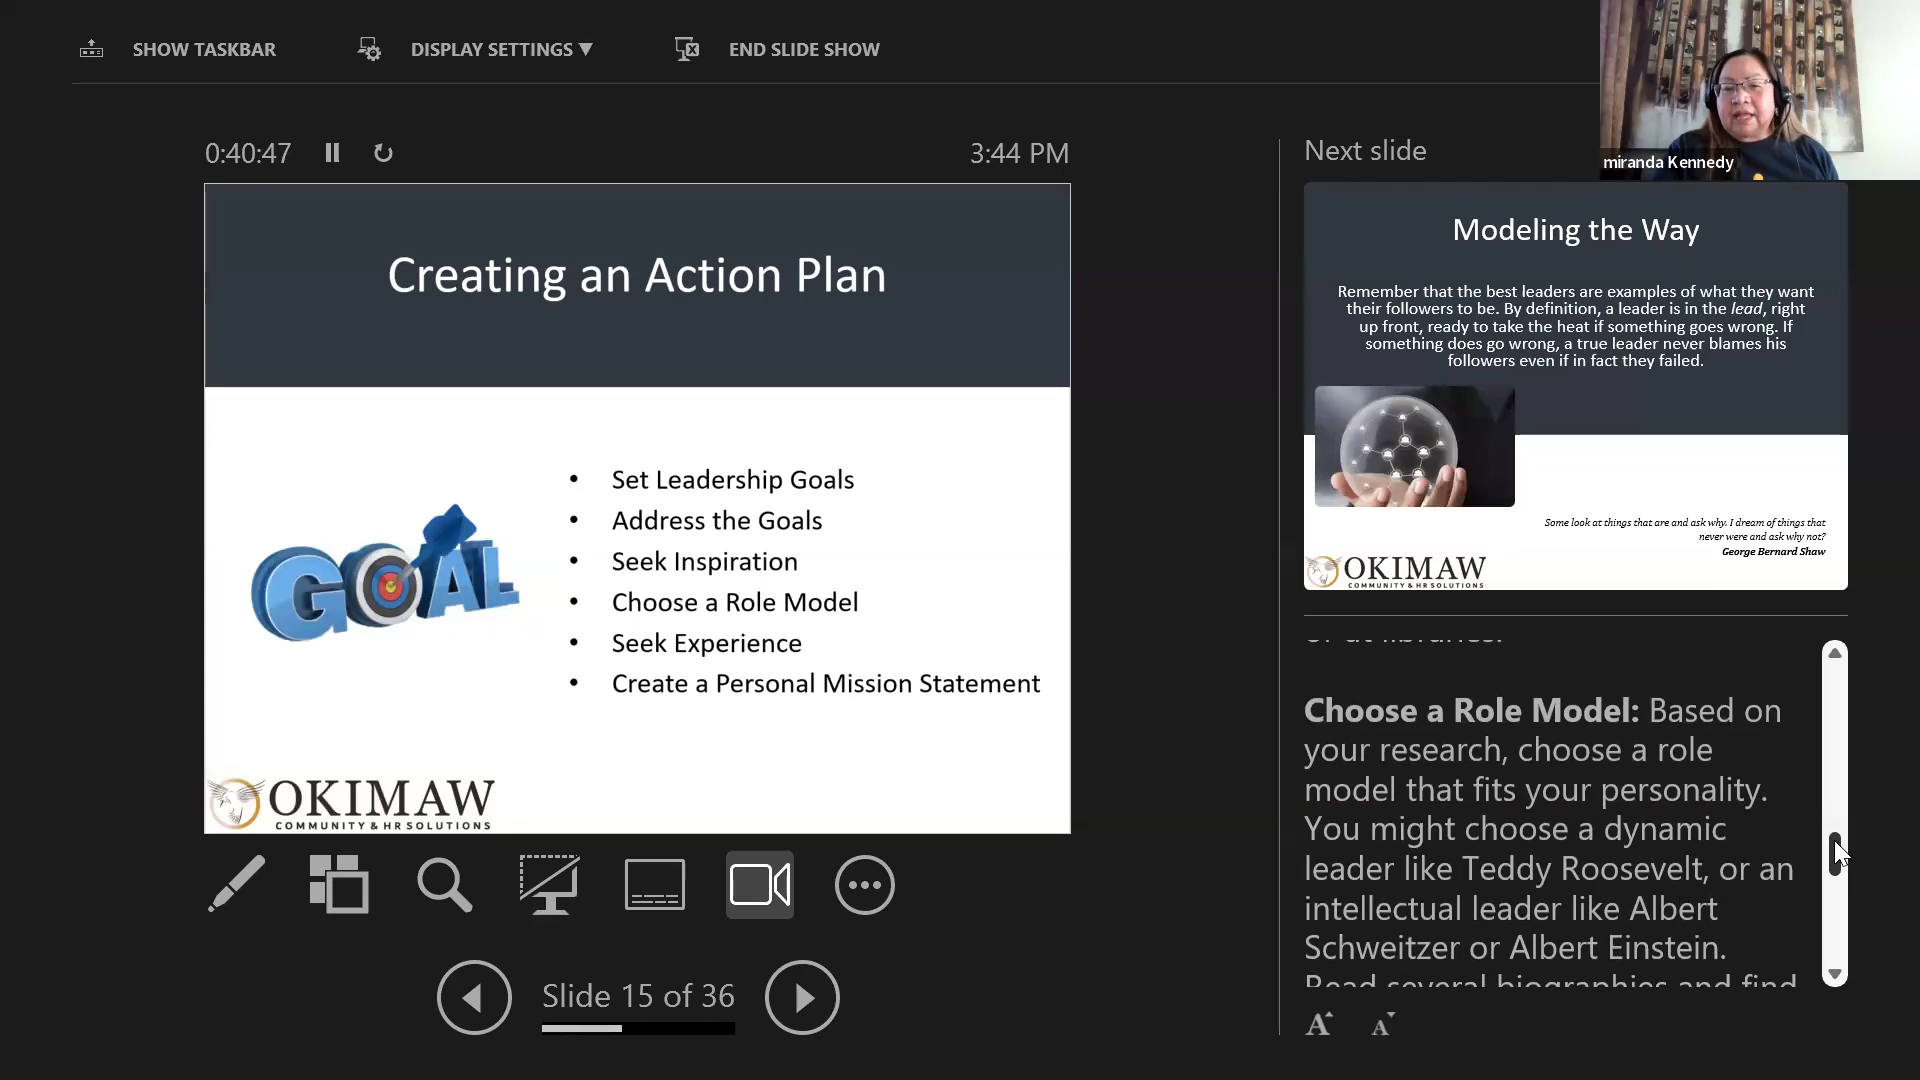 SHOW TASKBAR
DISPLAY SETTINGS ▼
END SLIDE SHOW
miranda Kennedy
0:40:47
3:44 PM
Creating an Action Plan
GOAL
• Set Leadership Goals
• Address the Goals
• Seek Inspiration
• Choose a Role Model
• Seek Experience
• Create a Personal Mission Statement
OKIMAW
COMMUNITY & HR SOLUTIONS
Slide 15 of 36
Next slide
Modeling the Way
Remember that the best leaders are examples of what they want
their followers to be. By definition, a leader is in the lead, right
up front, ready to take the heat if something goes wrong. If
something does go wrong, a true leader never blames his
followers even if in fact they failed.
Some look at things that are and ask why. I dream of things that
never were and ask why not?
George Bernard Shaw
OKIMAW
COMMUNITY & HR SOLUTIONS
or at libraries.
Choose a Role Model: Based on
your research, choose a role
model that fits your personality.
You might choose a dynamic
leader like Teddy Roosevelt, or an
intellectual leader like Albert
Schweitzer or Albert Einstein.
Read several biographies and find
A A